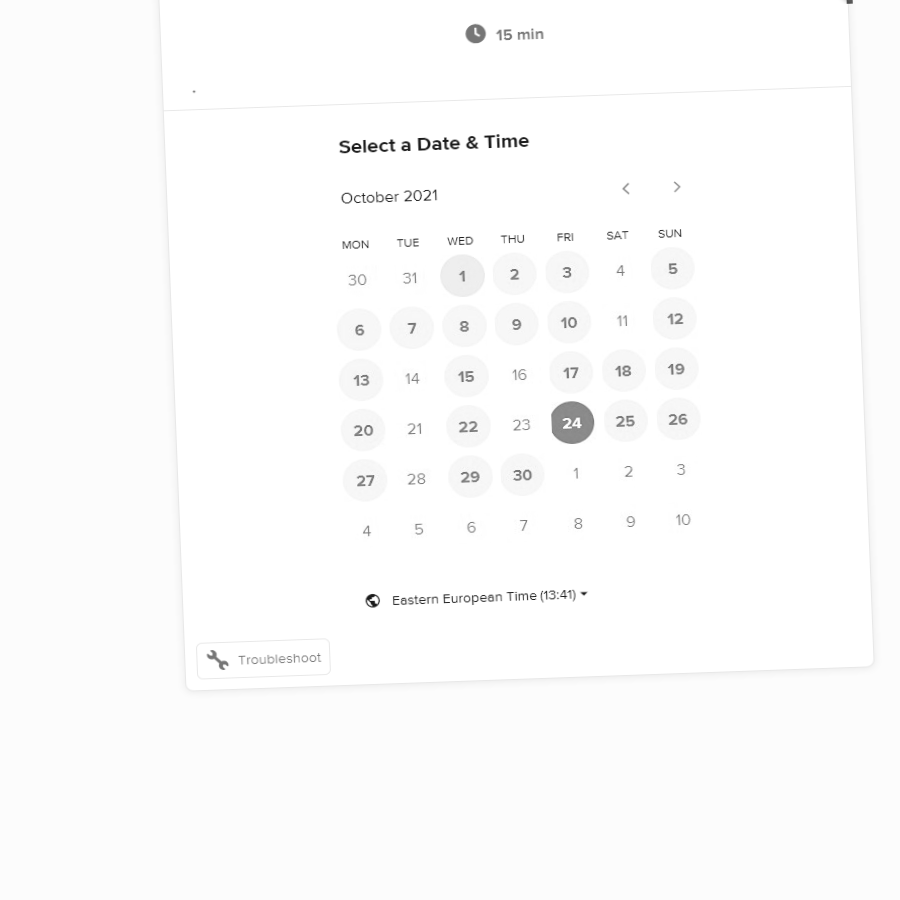 15 min
.
Select a Date & Time
October 2021
MON TUE WED THU FRI SAT SUN
30 31 1 2 3 4 5
6 7 8 9 10 11 12
13 14 15 16 17 18 19
20 21 22 23 24 25 26
27 28 29 30 1 2 3
4 5 6 7 8 9 10
Eastern European Time (13:41)
Troubleshoot